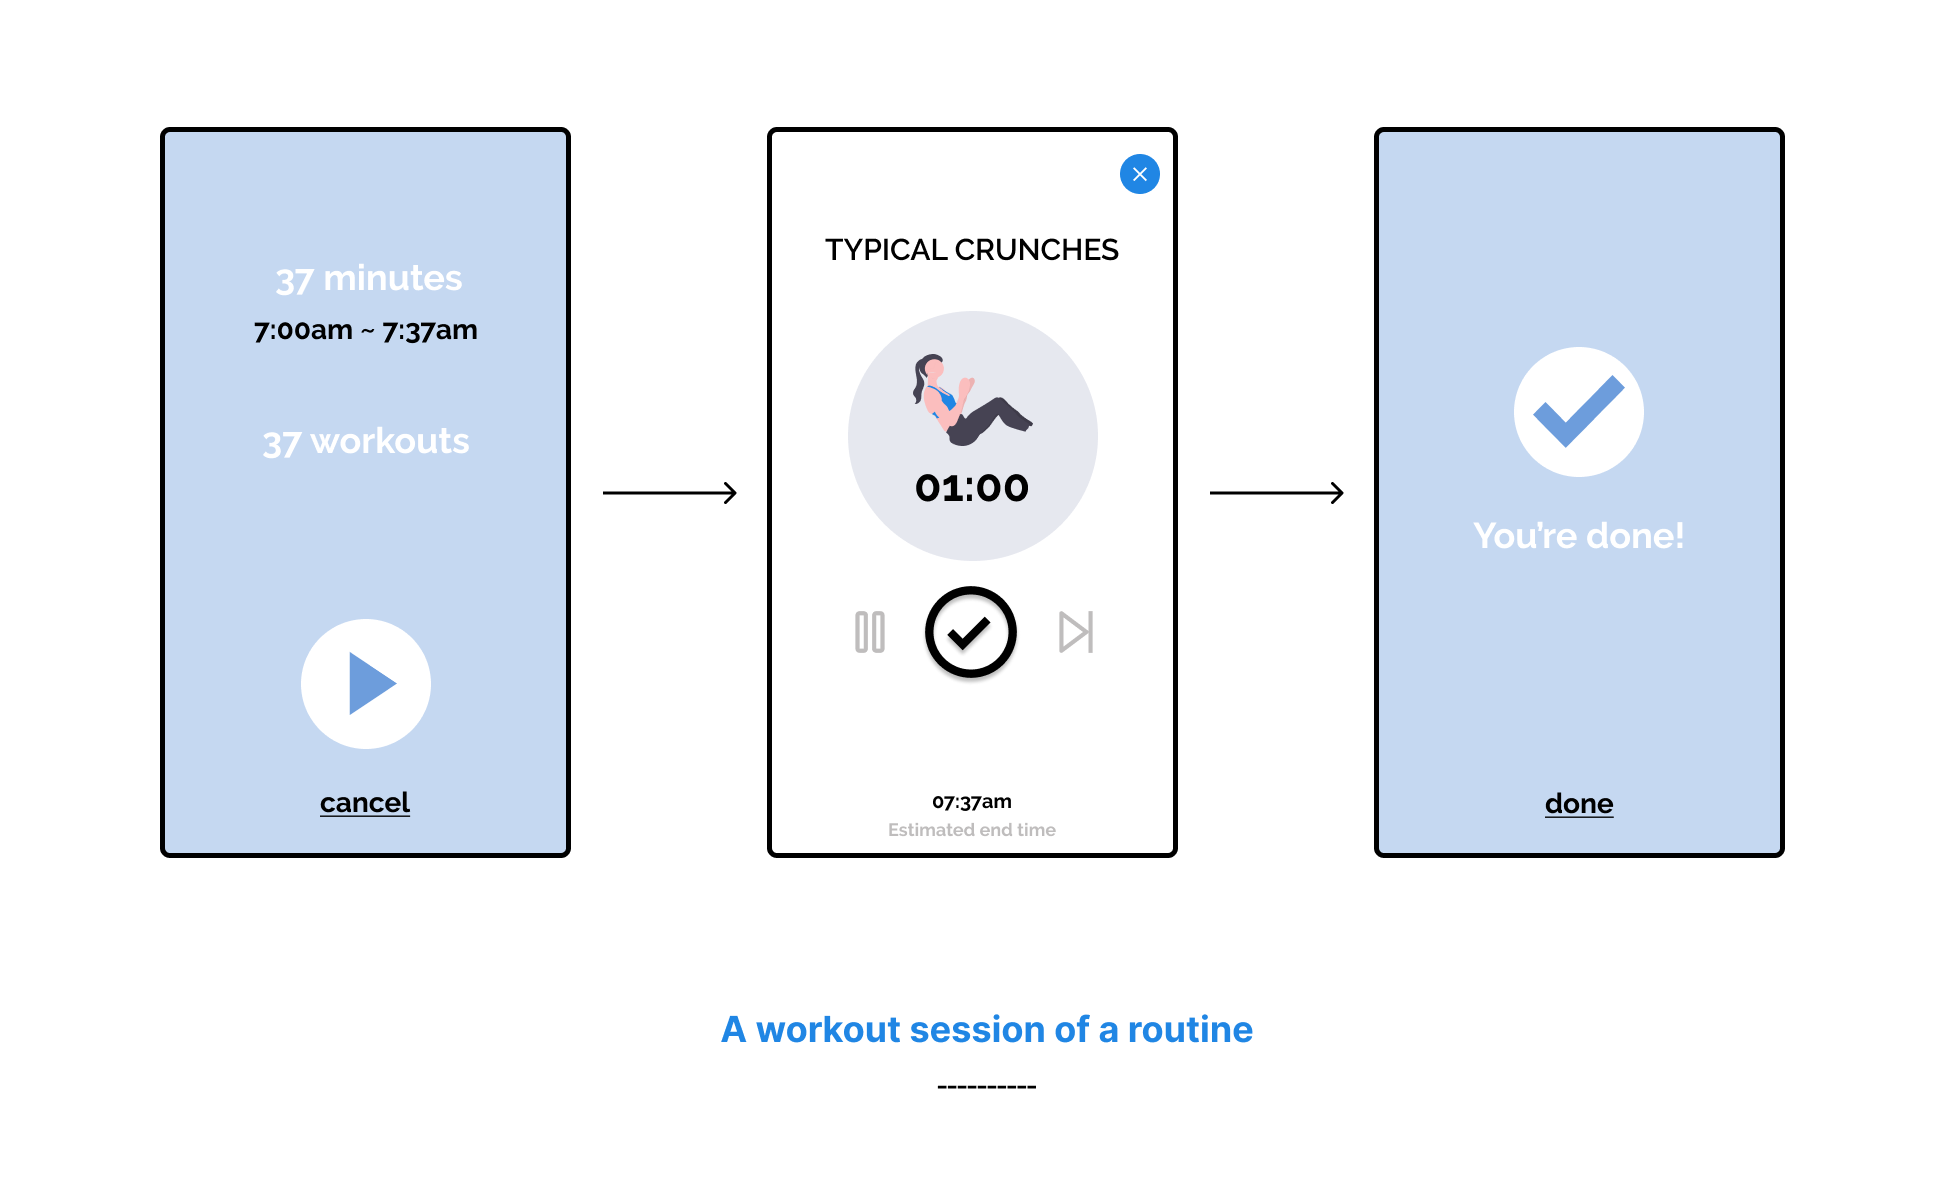 37 minutes
7:00am ~ 7:37am
37 workouts
cancel
TYPICAL CRUNCHES
01:00
07:37am
Estimated end time
You’re done!
done
A workout session of a routine
----------